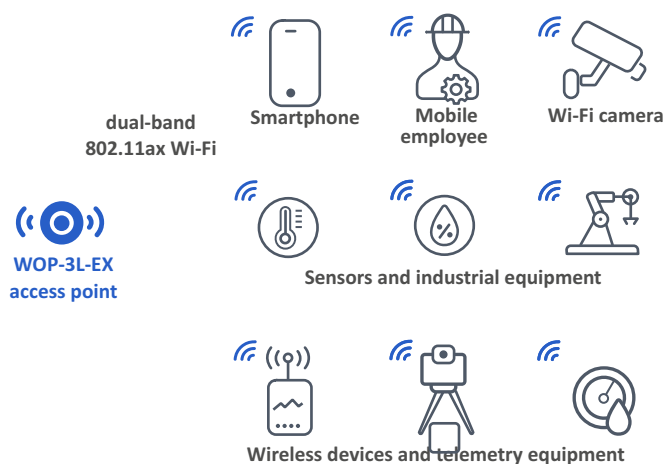 Smartphone
Mobile
employee
Wi-Fi camera
dual-band
802.11ax Wi-Fi
%
WOP-3L-EX
access point
Sensors and industrial equipment
Wireless devices and telemetry equipment